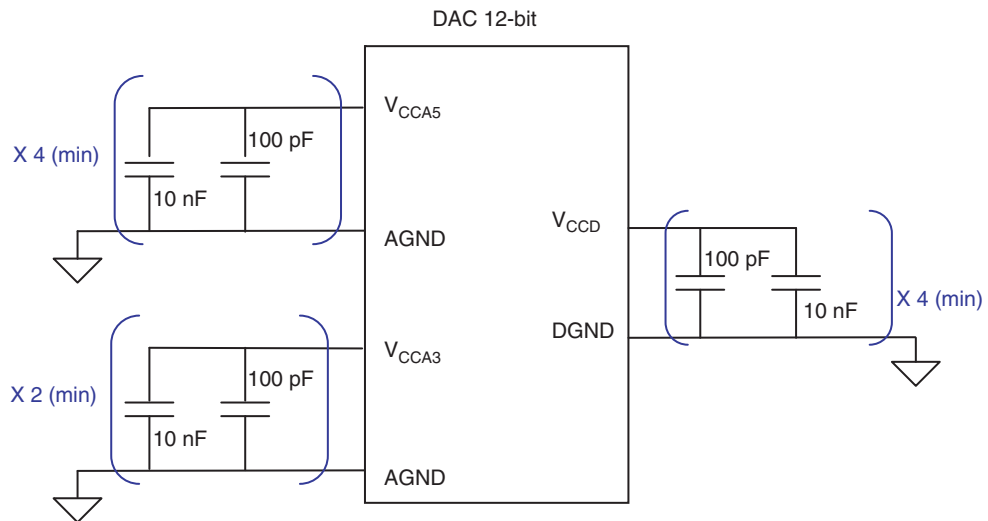 DAC 12-bit
VCCA5
100 pF
X 4 (min)
10 nF
AGND
VCCD
100 pF
X 4 (min)
10 nF
DGND
VCCA3
100 pF
X 2 (min)
10 nF
AGND